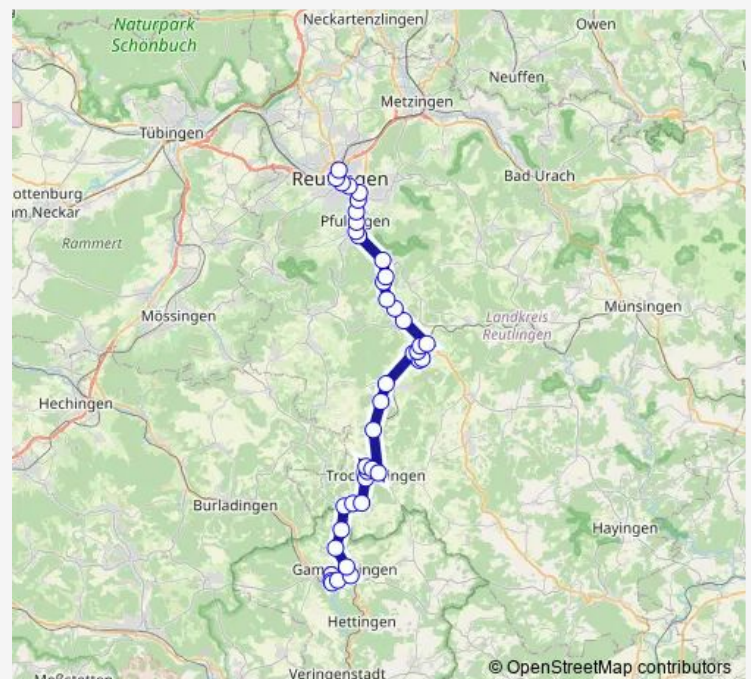 Naturpark
Schönbuch
Neckartenzlingen
Owen
Neuffen
Metzingen
Tübingen
Reutlingen
Bad Urach
ottenburg
am Neckar
Pfullingen
Rammert
Münsingen
Mössingen
Landkreis
Reutlingen
Hechingen
Trochtelfingen
Burladingen
Hayingen
Gammertingen
Hettingen
Veringenstadt
© OpenStreetMap contributors